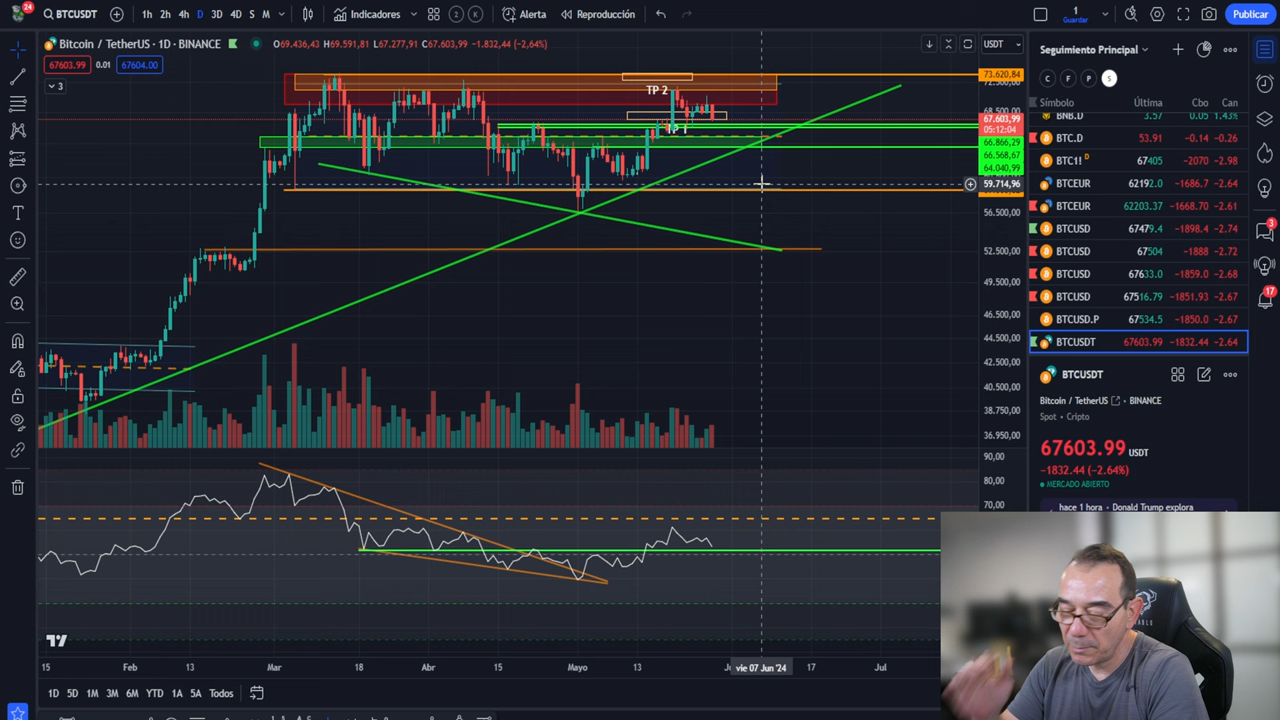 24
BTCUSDT
1h 2h 4h D 3D 4D S M
Indicadores
2
K
Alerta
Reproducción
1
Guardar
Publicar
Bitcoin / TetherUS · 1D · BINANCE
O69.436,43 H69.591,81 L67.277,91 C67.603,99 -1.832,44 (-2,64%)
USDT
67603.99 0.01 67604.00
3
TP 2
TP 1
73.620,84
68.500,00
67.603,99
05:12:04
66.866,29
66.568,67
64.040,99
59.714,96
56.500,00
52.500,00
49.500,00
46.500,00
44.500,00
42.500,00
40.500,00
38.750,00
36.950,00
90,00
80,00
70,00
15 Feb 13 Mar 18 Abr 15 Mayo 13 vie 07 Jun '24 17 Jul
1D 5D 1M 3M 6M YTD 1A 5A Todos
Seguimiento Principal
C F P S
Símbolo Última Cbo Can
BNB.D 3.57 0.05 1.43%
BTC.D 53.91 -0.14 -0.26
BTC1! D 67405 -2070 -2.98
BTCEUR 62192.0 -1686.7 -2.64
BTCEUR 62203.37 -1668.70 -2.61
BTCUSD 67479.4 -1898.4 -2.74
BTCUSD 67504 -1888 -2.72
BTCUSD 67633.0 -1859.0 -2.68
BTCUSD 67516.79 -1851.93 -2.67
BTCUSD.P 67534.5 -1850.0 -2.67
BTCUSDT 67603.99 -1832.44 -2.64
BTCUSDT
Bitcoin / TetherUS · BINANCE
Spot · Cripto
67603.99 USDT
-1832.44 (-2.64%)
MERCADO ABIERTO
hace 1 hora · Donald Trump explora
3
17